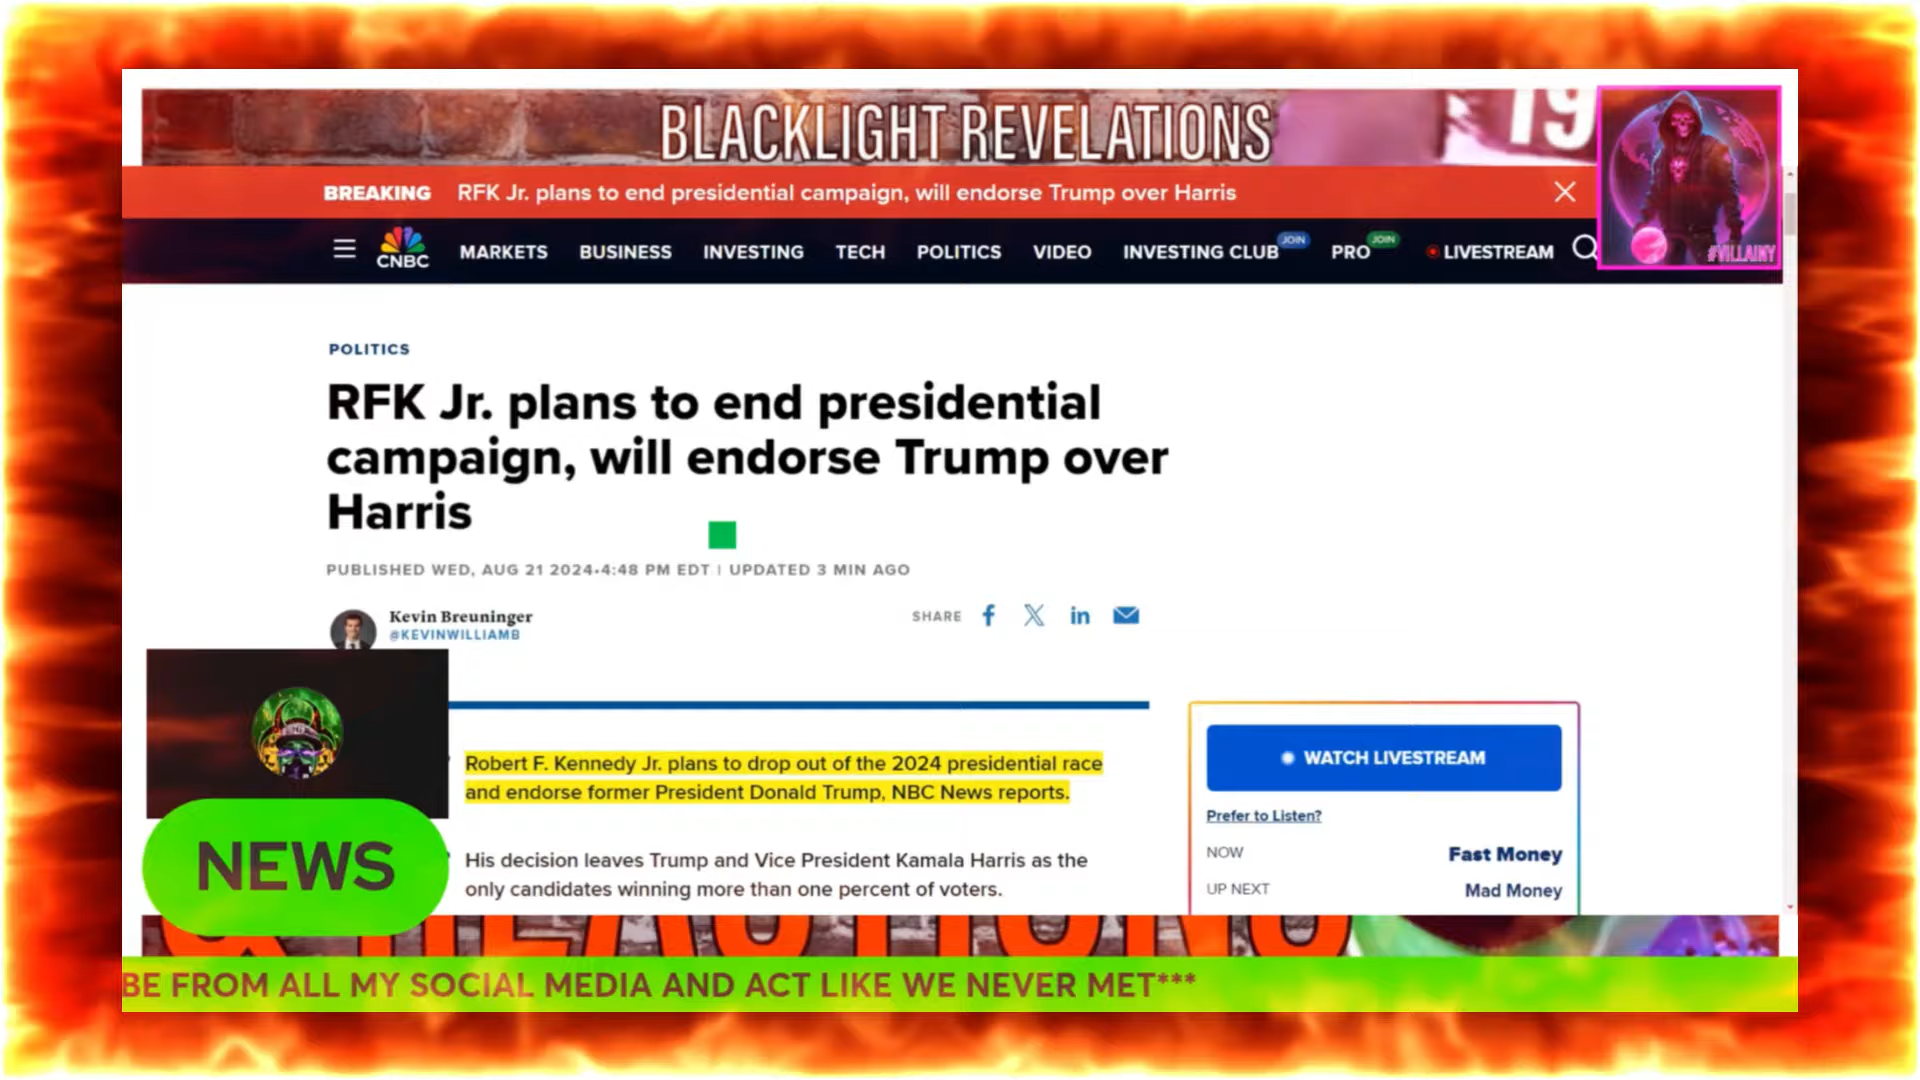 BLACKLIGHT REVELATIONS
19
BREAKING RFK Jr. plans to end presidential campaign, will endorse Trump over Harris
#VILLAINY
CNBC
MARKETS BUSINESS INVESTING TECH POLITICS VIDEO INVESTING CLUB JOIN PRO JOIN LIVESTREAM
POLITICS
RFK Jr. plans to end presidential
campaign, will endorse Trump over
Harris
PUBLISHED WED, AUG 21 2024•4:48 PM EDT | UPDATED 3 MIN AGO
Kevin Breuninger
@KEVINWILLIAMB
SHARE
Robert F. Kennedy Jr. plans to drop out of the 2024 presidential race
and endorse former President Donald Trump, NBC News reports.
His decision leaves Trump and Vice President Kamala Harris as the
only candidates winning more than one percent of voters.
WATCH LIVESTREAM
Prefer to Listen?
NOW Fast Money
UP NEXT Mad Money
NEWS
& REACTIONS
BE FROM ALL MY SOCIAL MEDIA AND ACT LIKE WE NEVER MET***